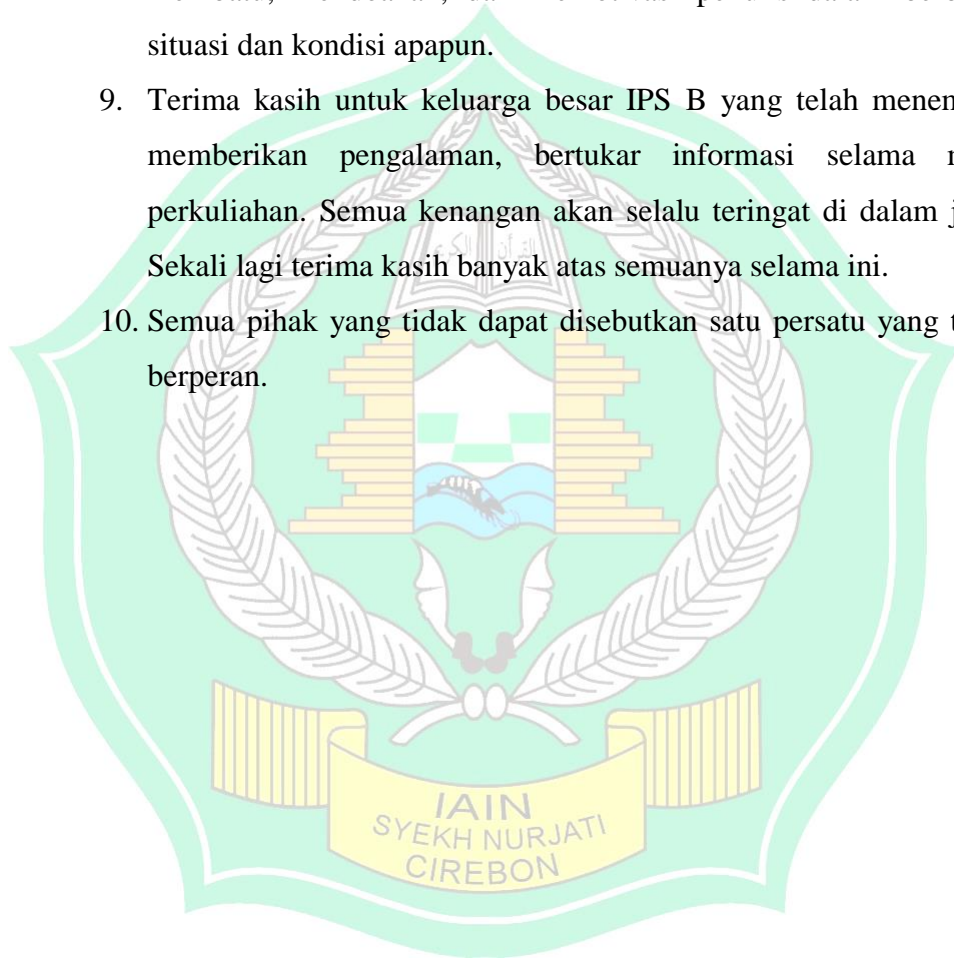 situasi dan kondisi apapun.
9. Terima kasih untuk keluarga besar IPS B yang telah
memberikan pengalaman, bertukar informasi selama
perkuliahan. Semua kenangan akan selalu teringat di dalam
Sekali lagi terima kasih banyak atas semuanya selama ini.
10. Semua pihak yang tidak dapat disebutkan satu persatu yang
berperan.
IAIN
SYEKH NURJATI
CIREBON